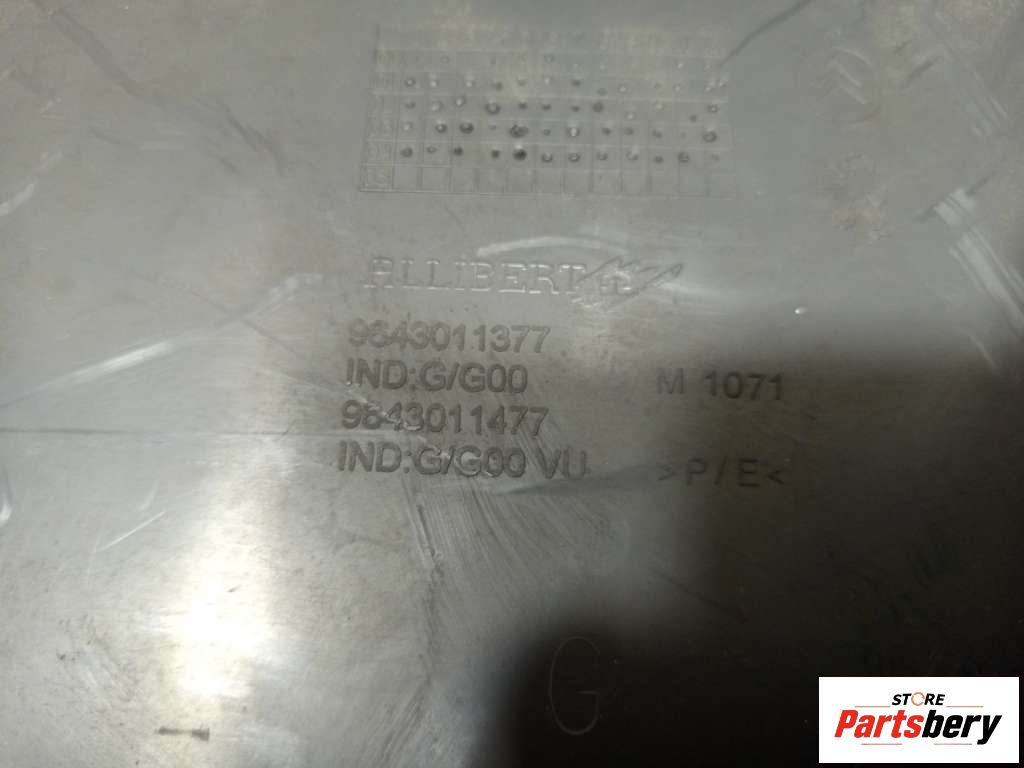 ALLIBERT
9643011377
IND:G/G00
M 1071
9643011477
IND:G/G00 VU
>P/E<
G
STORE
Partsbery